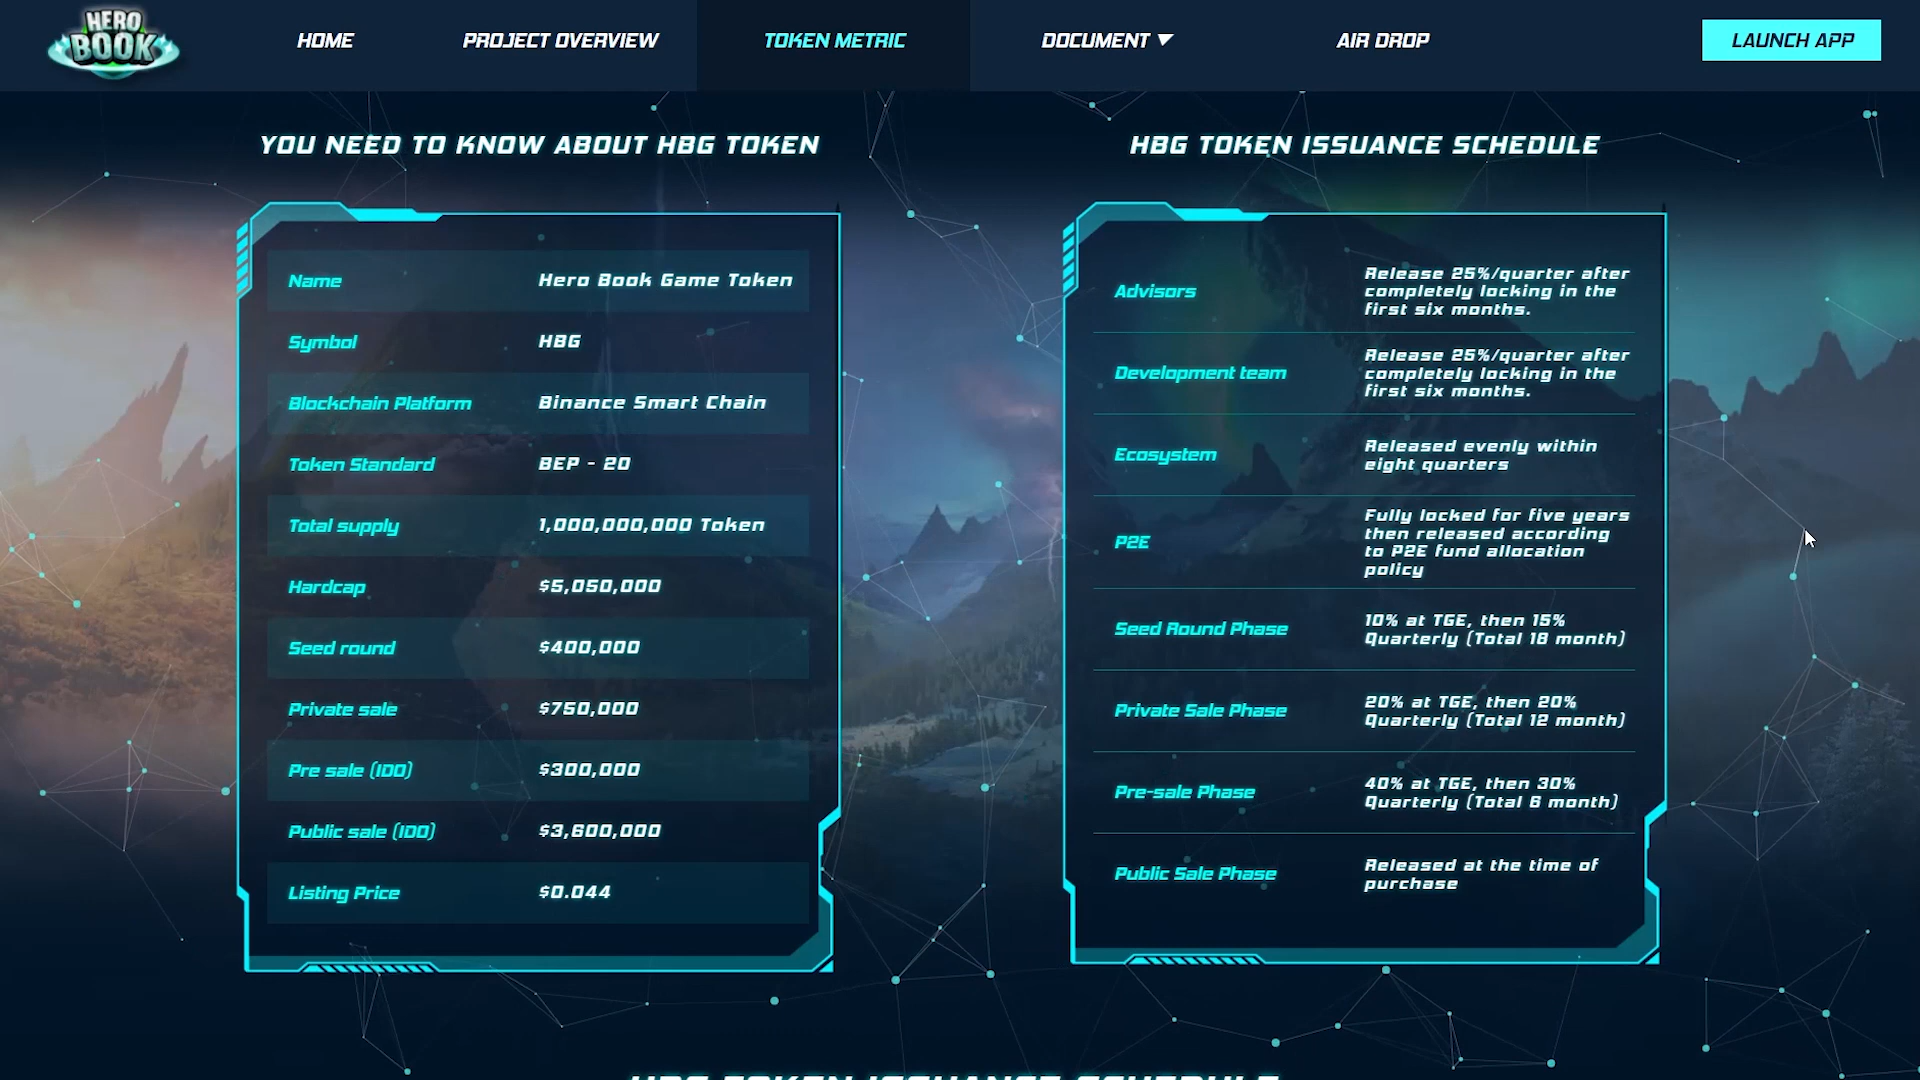 HERO
BOOK
HOME
PROJECT OVERVIEW
TOKEN METRIC
DOCUMENT
AIR DROP
LAUNCH APP
YOU NEED TO KNOW ABOUT HBG TOKEN
Name
Hero Book Game Token
Symbol
HBG
Blockchain Platform
Binance Smart Chain
Token Standard
BEP - 20
Total supply
1,000,000,000 Token
Hardcap
$5,050,000
Seed round
$400,000
Private sale
$750,000
Pre sale (IDO)
$300,000
Public sale (IDO)
$3,600,000
Listing Price
$0.044
HBG TOKEN ISSUANCE SCHEDULE
Advisors
Release 25%/quarter after
completely locking in the
first six months.
Development team
Release 25%/quarter after
completely locking in the
first six months.
Ecosystem
Released evenly within
eight quarters
P2E
Fully locked for five years
then released according
to P2E fund allocation
policy
Seed Round Phase
10% at TGE, then 15%
Quarterly (Total 18 month)
Private Sale Phase
20% at TGE, then 20%
Quarterly (Total 12 month)
Pre-sale Phase
40% at TGE, then 30%
Quarterly (Total 6 month)
Public Sale Phase
Released at the time of
purchase
HBG TOKEN ISSUANCE SCHEDULE